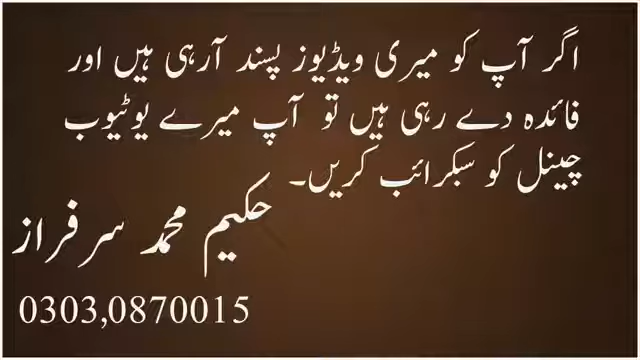 اگر آپ کو میری ویڈیوز پسند آرہی ہیں اور
فائدہ دے رہی ہیں تو آپ میرے یوٹیوب
چینل کو سبکرائب کریں۔
حکیم محمد سرفراز
0303,0870015